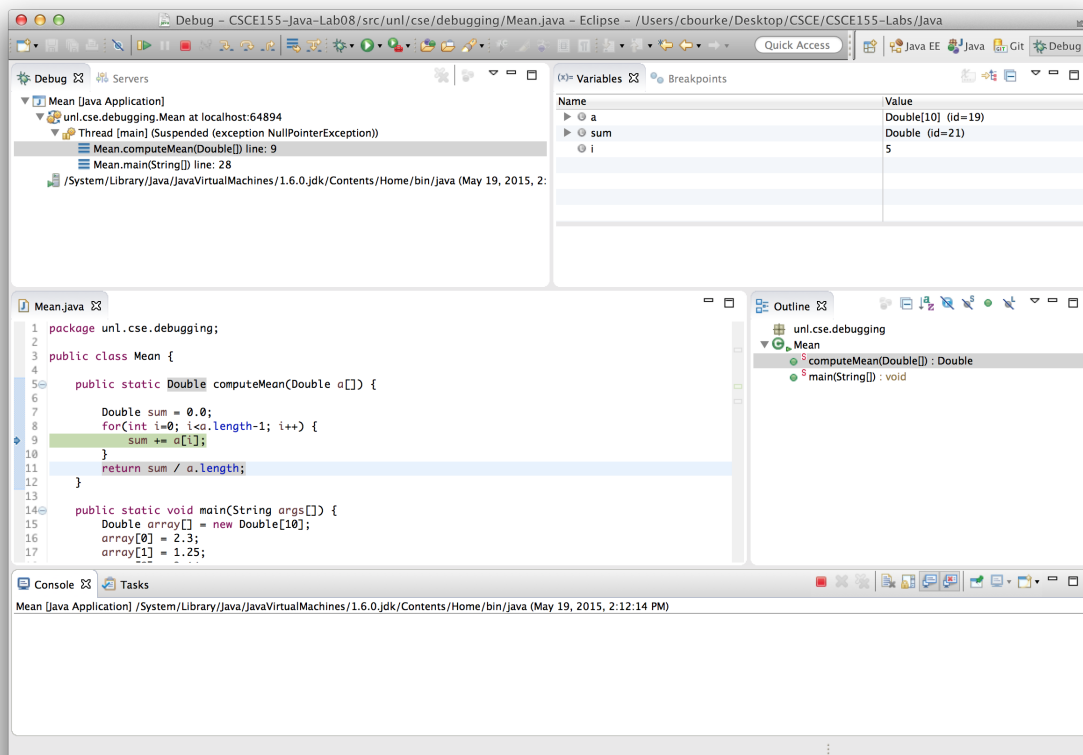 Debug – CSCE155-Java-Lab08/src/unl/cse/debugging/Mean.java – Eclipse – /Users/cbourke/Desktop/CSCE/CSCE155-Labs/Java
Quick Access
Java EE
Java
Git
Debug
Debug
Servers
Mean [Java Application]
unl.cse.debugging.Mean at localhost:64894
Thread [main] (Suspended (exception NullPointerException))
Mean.computeMean(Double[]) line: 9
Mean.main(String[]) line: 28
/System/Library/Java/JavaVirtualMachines/1.6.0.jdk/Contents/Home/bin/java (May 19, 2015, 2:
(x)= Variables
Breakpoints
Name Value
a Double[10] (id=19)
sum Double (id=21)
i 5
Mean.java
1 package unl.cse.debugging;
2
3 public class Mean {
4
5 public static Double computeMean(Double a[]) {
6
7 Double sum = 0.0;
8 for(int i=0; i<a.length-1; i++) {
9 sum += a[i];
10 }
11 return sum / a.length;
12 }
13
14 public static void main(String args[]) {
15 Double array[] = new Double[10];
16 array[0] = 2.3;
17 array[1] = 1.25;
Outline
unl.cse.debugging
Mean
computeMean(Double[]) : Double
main(String[]) : void
Console
Tasks
Mean [Java Application] /System/Library/Java/JavaVirtualMachines/1.6.0.jdk/Contents/Home/bin/java (May 19, 2015, 2:12:14 PM)